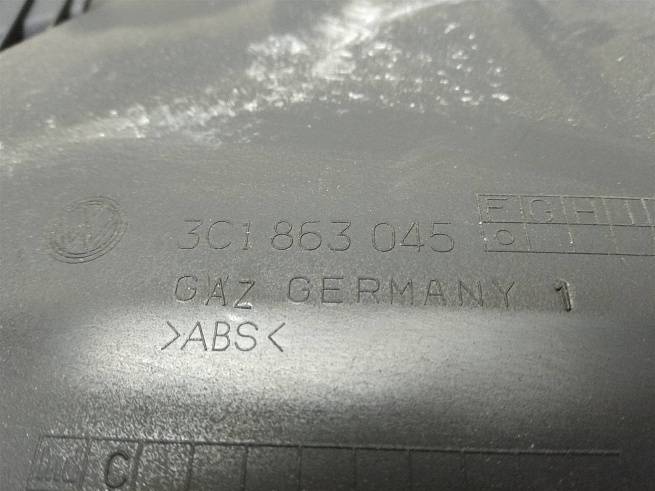 F G H
3C1 863 045 O
GAZ GERMANY 1
>ABS<
C